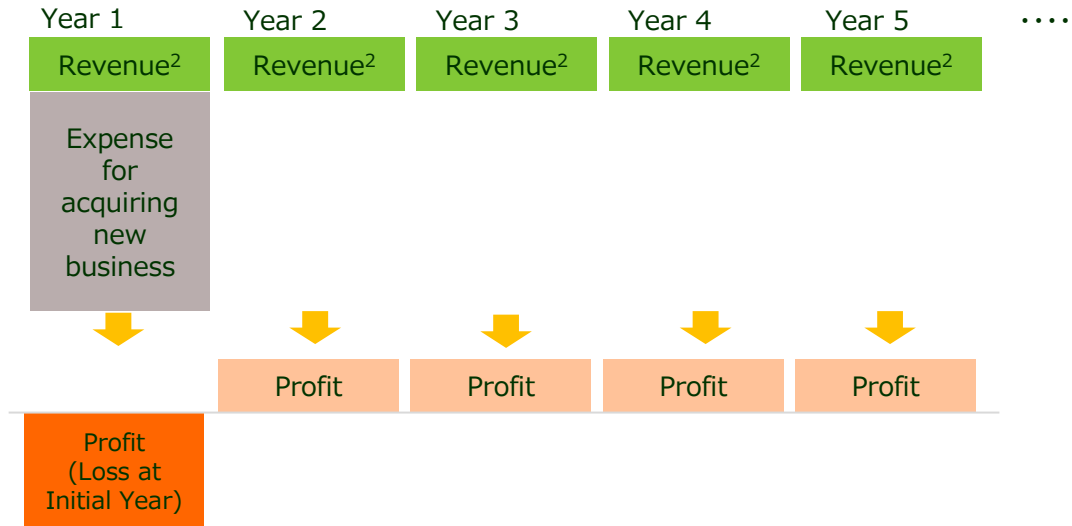 Year 1 Year 2 Year 3 Year 4 Year 5 ‥‥
Revenue² Revenue² Revenue² Revenue² Revenue²
Expense
for
acquiring
new
business
Profit Profit Profit Profit
Profit
(Loss at
Initial Year)